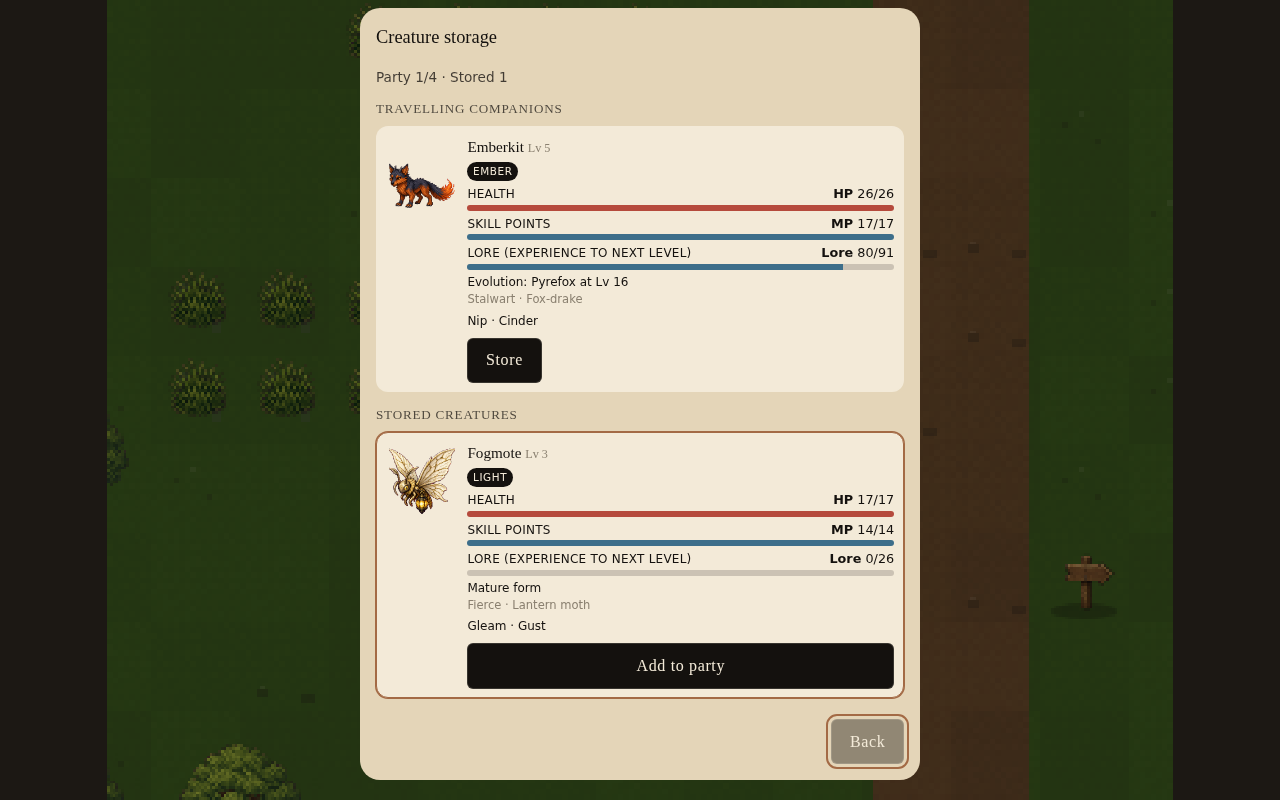 Creature storage
Party 1/4 · Stored 1
TRAVELLING COMPANIONS
Emberkit Lv 5
EMBER
HEALTH HP 26/26
SKILL POINTS MP 17/17
LORE (EXPERIENCE TO NEXT LEVEL) Lore 80/91
Evolution: Pyrefox at Lv 16
Stalwart · Fox-drake
Nip · Cinder
Store
STORED CREATURES
Fogmote Lv 3
LIGHT
HEALTH HP 17/17
SKILL POINTS MP 14/14
LORE (EXPERIENCE TO NEXT LEVEL) Lore 0/26
Mature form
Fierce · Lantern moth
Gleam · Gust
Add to party
Back